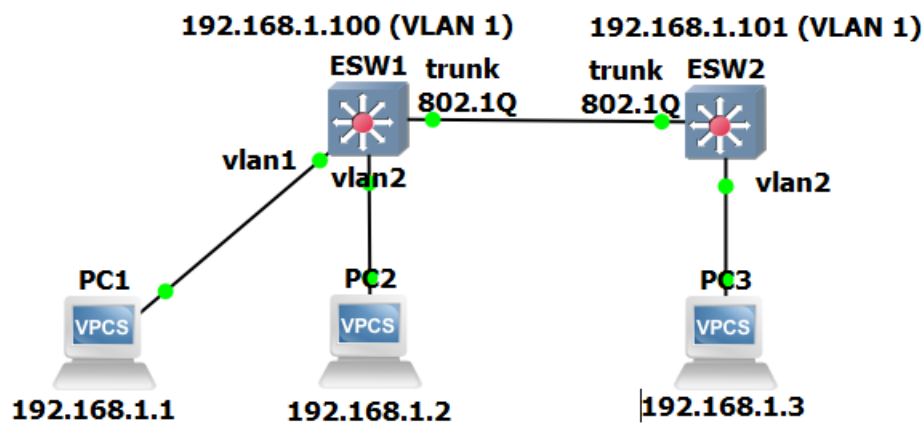 192.168.1.100 (VLAN 1)
192.168.1.101 (VLAN 1)
ESW1
trunk
802.1Q
trunk
802.1Q
ESW2
vlan1
vlan2
vlan2
PC1
PC2
PC3
VPCS
VPCS
VPCS
192.168.1.1
192.168.1.2
192.168.1.3